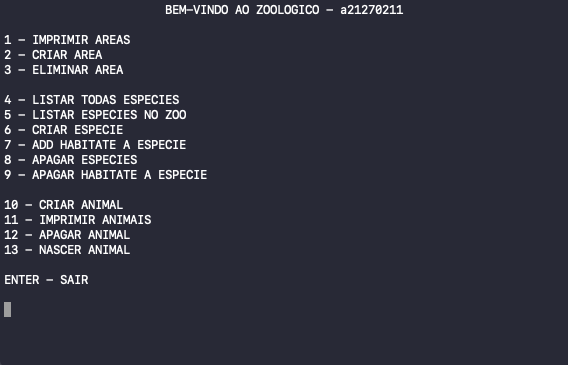 BEM-VINDO AO ZOOLOGICO - a21270211
1 - IMPRIMIR AREAS
2 - CRIAR AREA
3 - ELIMINAR AREA
4 - LISTAR TODAS ESPECIES
5 - LISTAR ESPECIES NO ZOO
6 - CRIAR ESPECIE
7 - ADD HABITATE A ESPECIE
8 - APAGAR ESPECIES
9 - APAGAR HABITATE A ESPECIE
10 - CRIAR ANIMAL
11 - IMPRIMIR ANIMAIS
12 - APAGAR ANIMAL
13 - NASCER ANIMAL
ENTER - SAIR